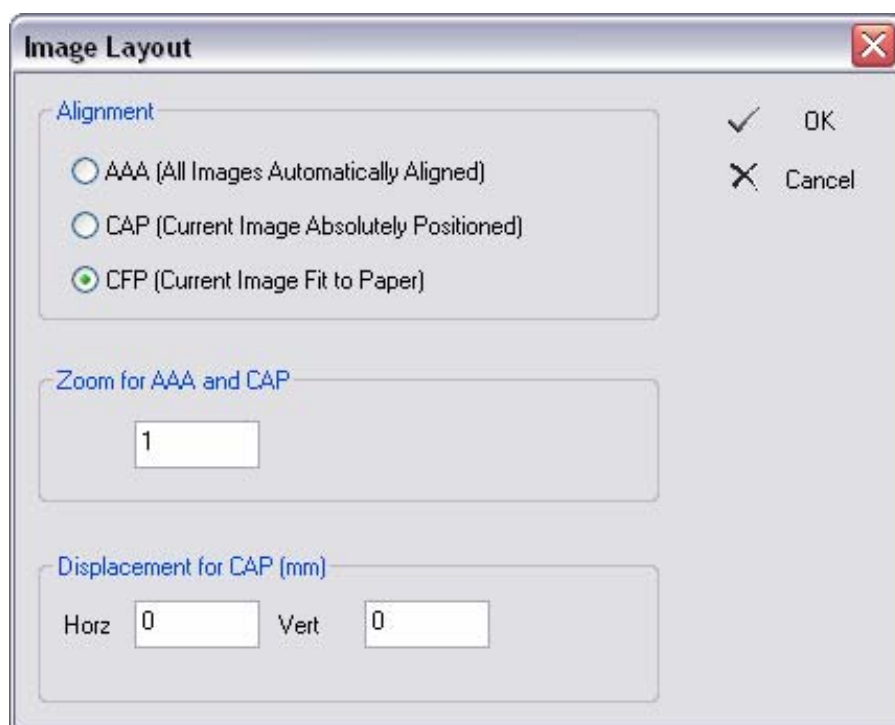 Image Layout
Alignment
AAA (All Images Automatically Aligned)
CAP (Current Image Absolutely Positioned)
CFP (Current Image Fit to Paper)
OK
Cancel
Zoom for AAA and CAP
1
Displacement for CAP (mm)
Horz 0 Vert 0